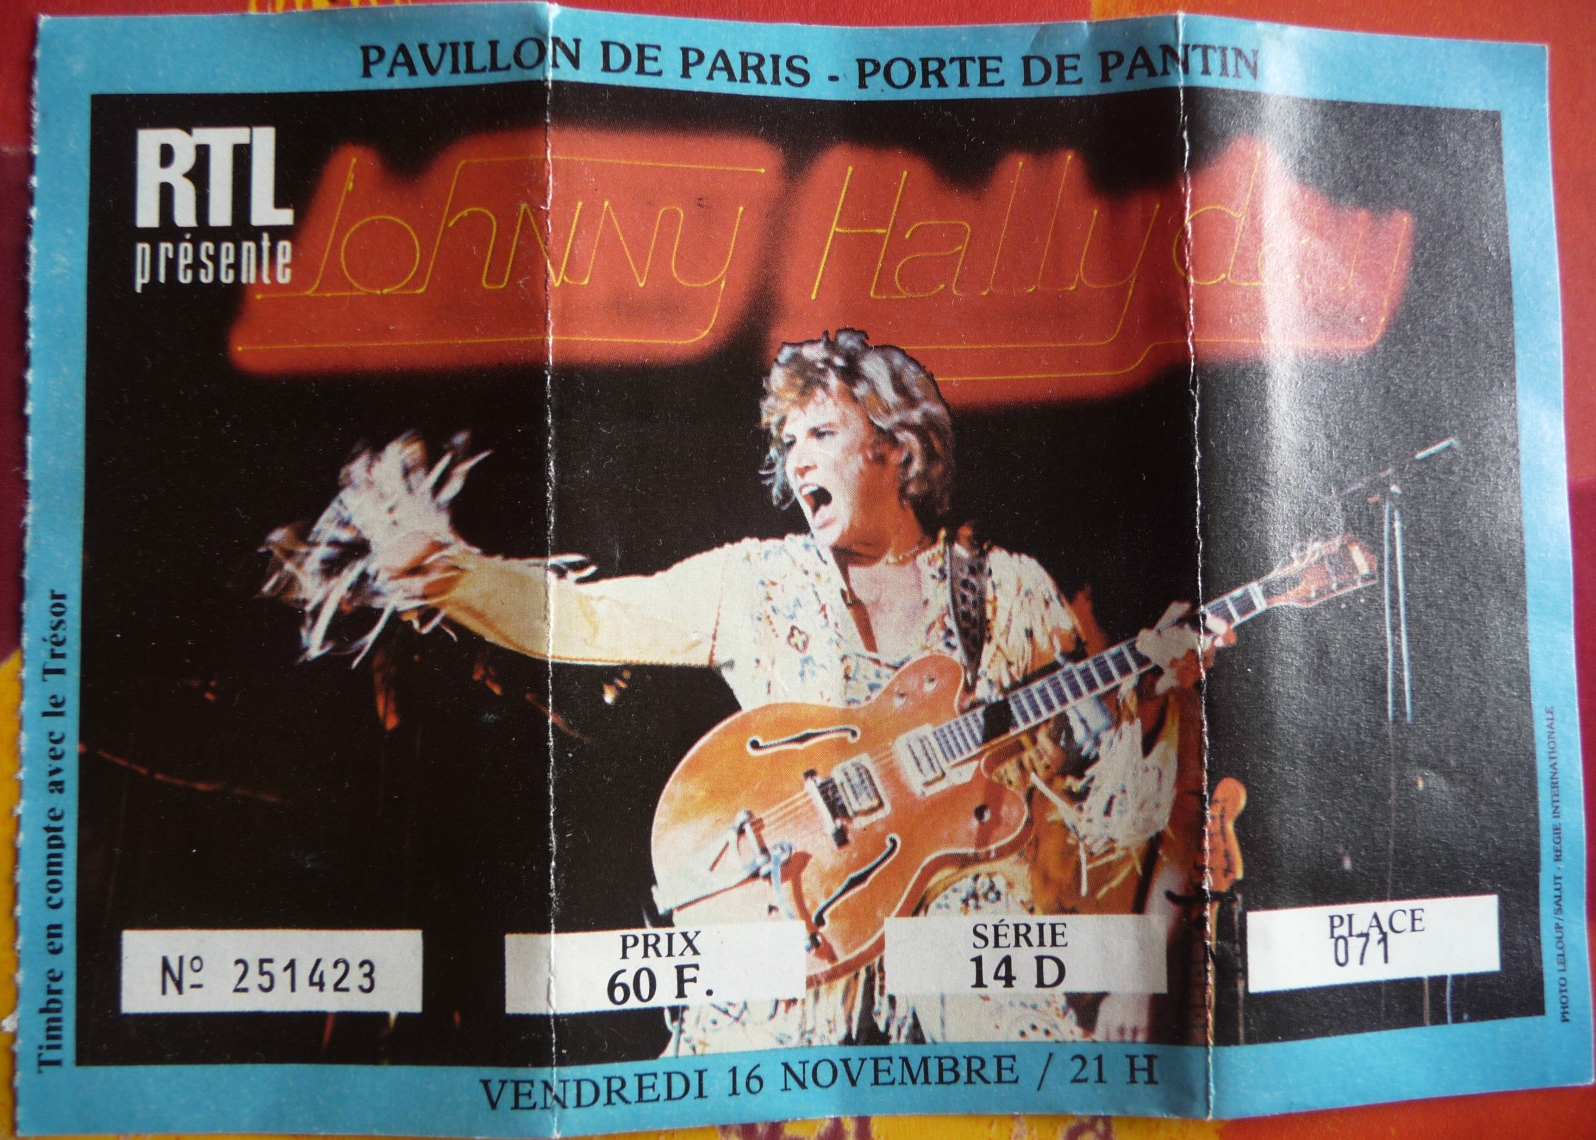 PAVILLON DE PARIS - PORTE DE PANTIN
RTL
présente
Johnny Hallyday
Timbre en compte avec le Trésor
PHOTO LELOUP/SALUT - REGIE INTERNATIONALE
Nº 251423
PRIX
60 F.
SÉRIE
14 D
PLACE
071
VENDREDI 16 NOVEMBRE / 21 H